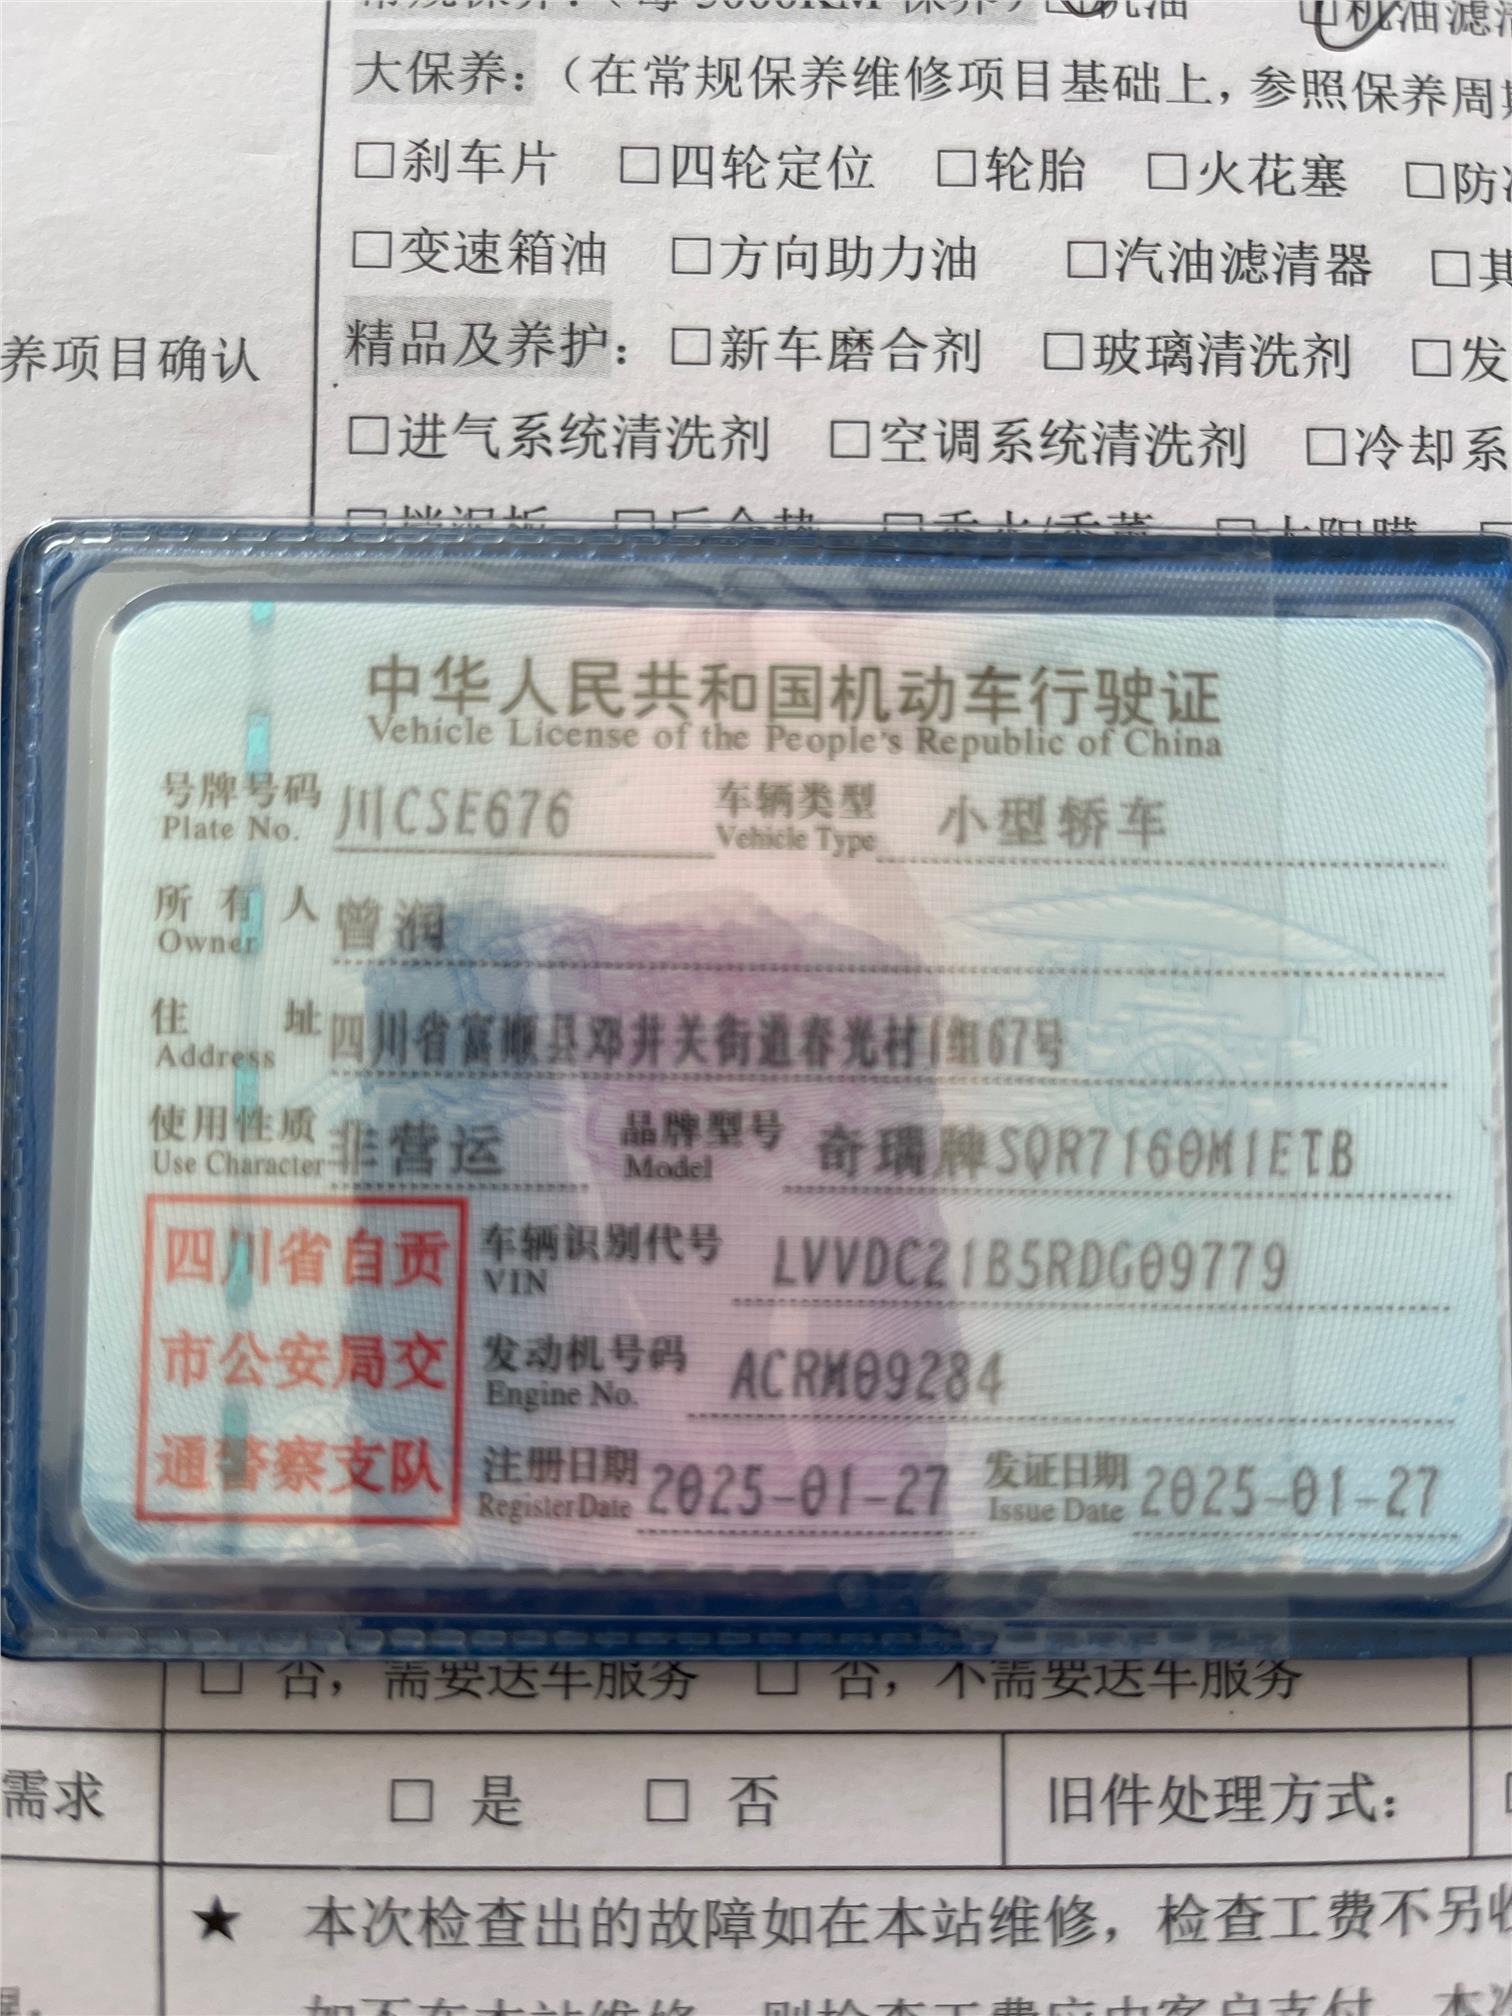 大保养：（在常规保养维修项目基础上，参照保养周
□刹车片 □四轮定位 □轮胎 □火花塞 □防
□变速箱油 □方向助力油 □汽油滤清器 □其
精品及养护：□新车磨合剂 □玻璃清洗剂 □发
养项目确认
□进气系统清洗剂 □空调系统清洗剂 □冷却系
中华人民共和国机动车行驶证
Vehicle License of the People's Republic of China
号牌号码 川CSE676 车辆类型 小型轿车
Plate No. Vehicle Type
所有人 曾润
Owner
住址 四川省富顺县邓井关街道春光村1组67号
Address
使用性质 非营运 品牌型号 奇瑞牌SQR7160M1ETB
Use Character Model
四川省自贡
市公安局交
通警察支队
车辆识别代号 LVVDC21B5RDG09779
VIN
发动机号码 ACRM09284
Engine No.
注册日期 2025-01-27 发证日期 2025-01-27
Register Date Issue Date
□ 否，需要送车服务 □ 否，不需要送车服务
需求 □ 是 □ 否 旧件处理方式：
★ 本次检查出的故障如在本站维修，检查工费不另收